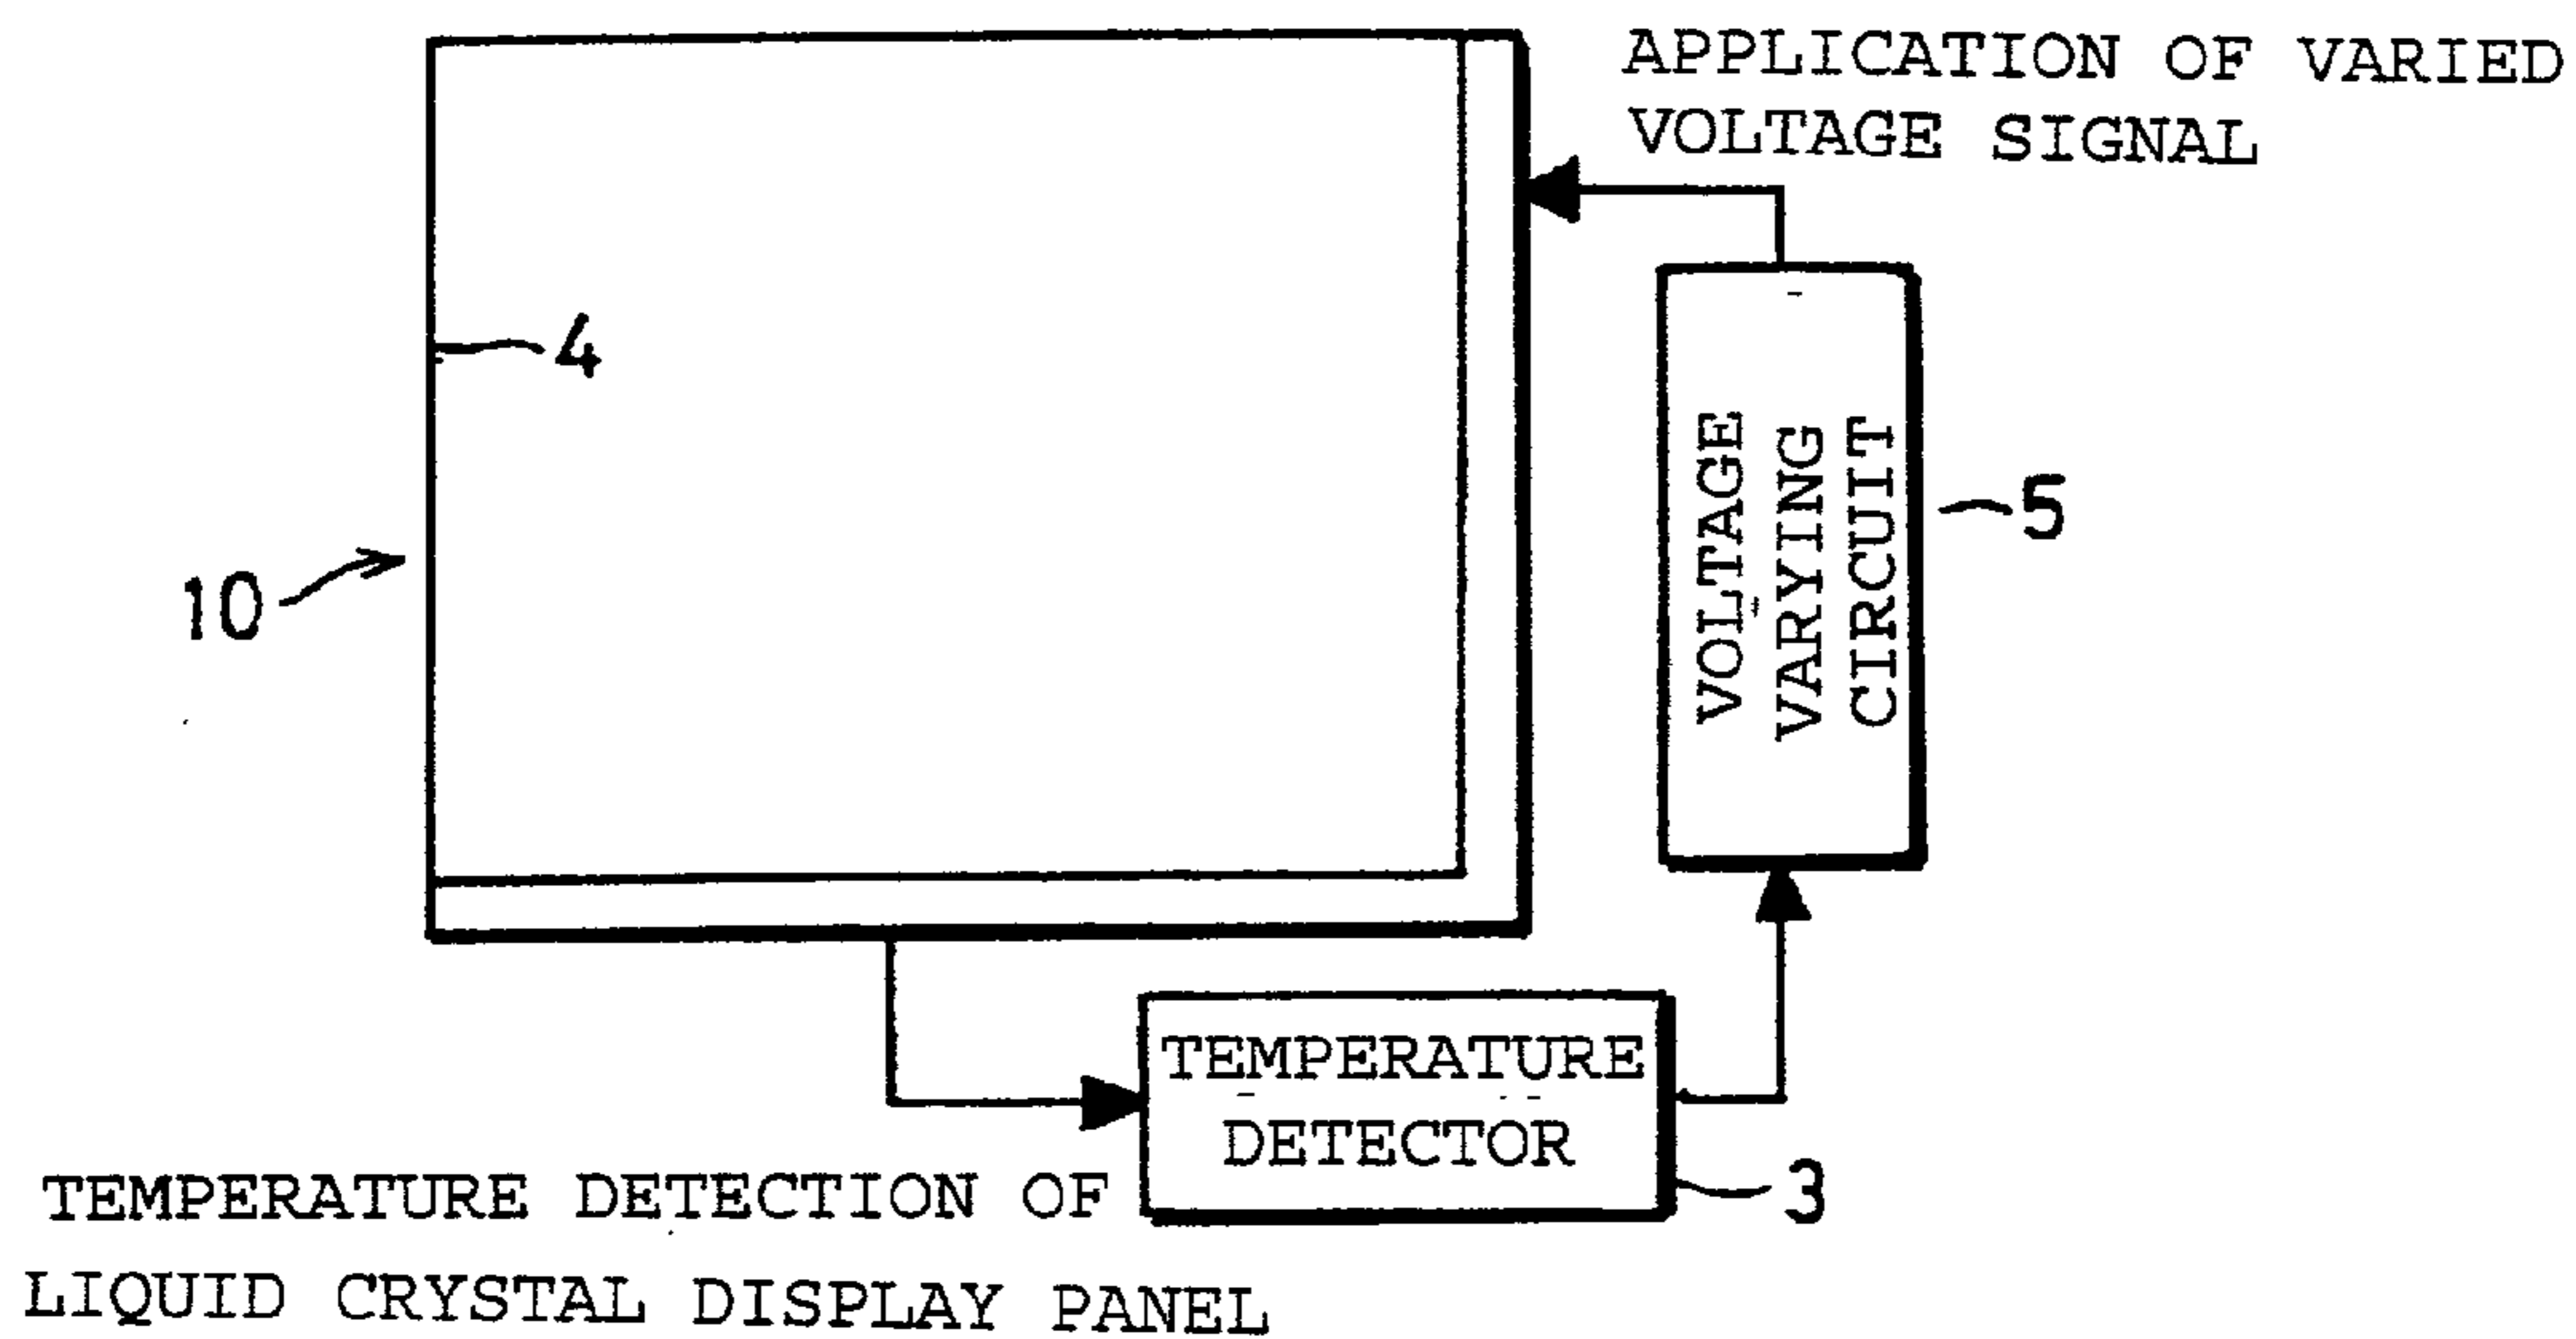 APPLICATION OF VARIED
VOLTAGE SIGNAL
4
10
VOLTAGE
VARYING
CIRCUIT
5
TEMPERATURE
DETECTOR
3
TEMPERATURE DETECTION OF
LIQUID CRYSTAL DISPLAY PANEL